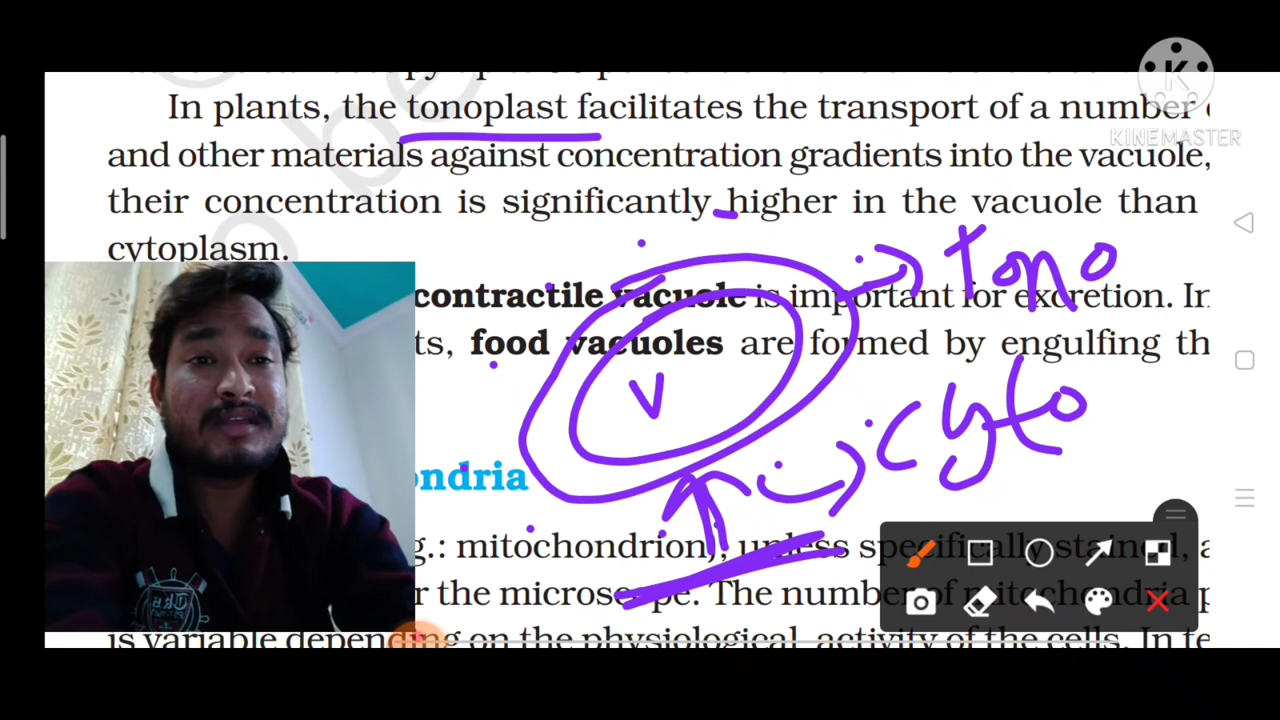 In plants, the tonoplast facilitates the transport of a number
and other materials against concentration gradients into the vacuole,
their concentration is significantly higher in the vacuole than
cytoplasm.
contractile vacuole is important for excretion. In
ts, food vacuoles are formed by engulfing th
ondria
g.: mitochondrion), unless specifically stained, a
r the microscope. The number of mitochondria p
is variable depending on the physiological activity of the cells. In te
tono
V
cyto
K
KINEMASTER